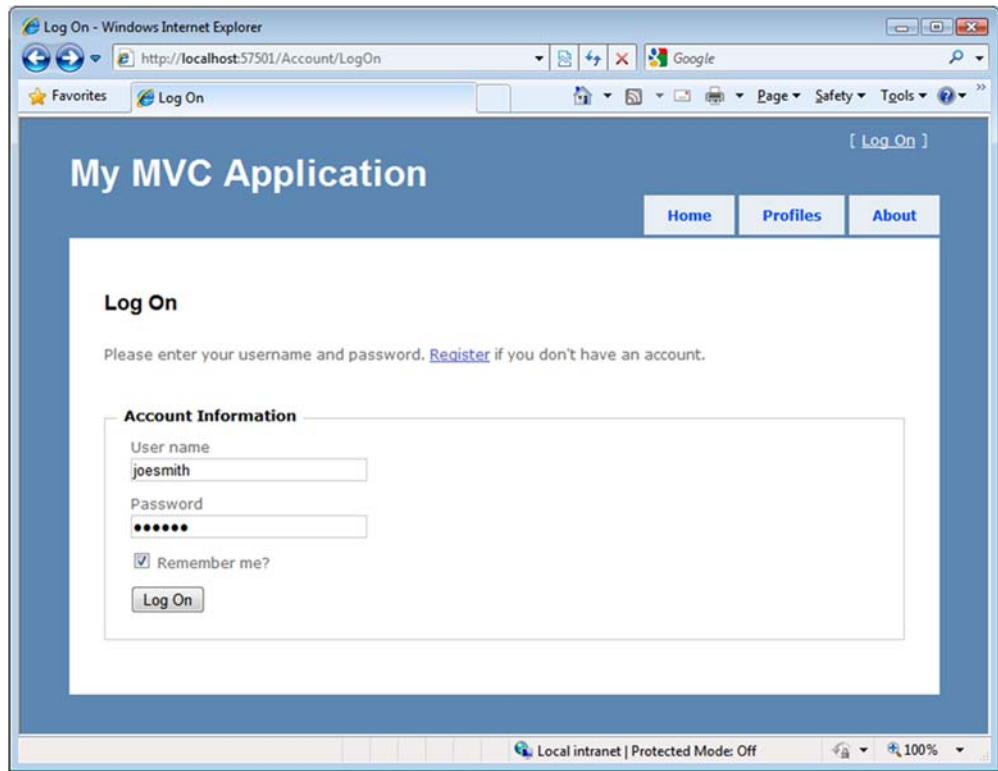 Log On - Windows Internet Explorer
http://localhost:57501/Account/LogOn
Google
Favorites
Log On
Page
Safety
Tools
[ Log On ]
My MVC Application
Home
Profiles
About
Log On
Please enter your username and password. Register if you don't have an account.
Account Information
User name
joesmith
Password
••••••
Remember me?
Log On
Local intranet | Protected Mode: Off
100%